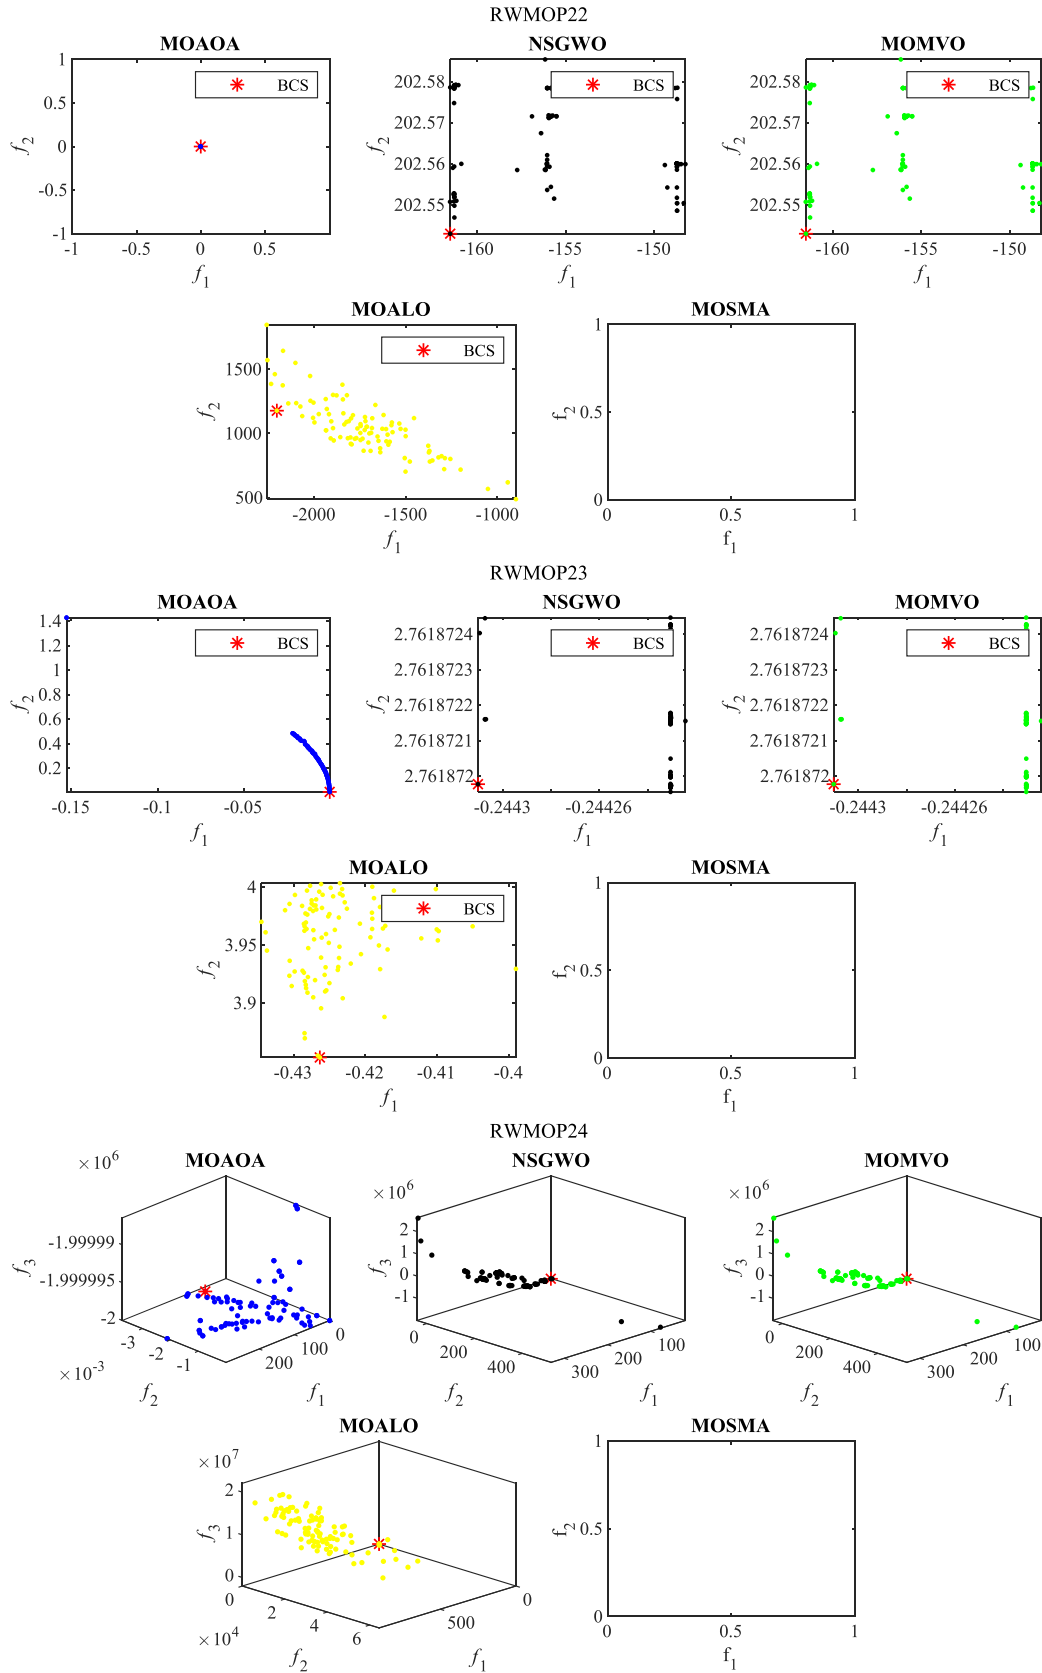 RWMOP22
MOAOA
NSGWO
MOMVO
1
0.5
0
-0.5
-1
f2
BCS
-1 -0.5 0 0.5
f1
202.58
202.57
202.56
202.55
f2
BCS
-160 -155 -150
f1
202.58
202.57
202.56
202.55
f2
BCS
-160 -155 -150
f1
MOALO
MOSMA
1500
1000
500
f2
BCS
-2000 -1500 -1000
f1
1
0.5
0
f2
0 0.5 1
f1
RWMOP23
MOAOA
NSGWO
MOMVO
1.4
1.2
1
0.8
0.6
0.4
0.2
f2
BCS
-0.15 -0.1 -0.05
f1
2.7618724
2.7618723
2.7618722
2.7618721
2.761872
f2
BCS
-0.2443 -0.24426
f1
2.7618724
2.7618723
2.7618722
2.7618721
2.761872
f2
BCS
-0.2443 -0.24426
f1
MOALO
MOSMA
4
3.95
3.9
f2
BCS
-0.43 -0.42 -0.41 -0.4
f1
1
0.5
0
f2
0 0.5 1
f1
RWMOP24
MOAOA
NSGWO
MOMVO
×10^6
-1.99999
-1.999995
-2
f3
-3 -2 -1
×10^-3
f2
200 100 0
f1
×10^6
2
1
0
-1
f3
0 200 400
f2
300 200 100
f1
×10^6
2
1
0
-1
f3
0 200 400
f2
300 200 100
f1
MOALO
MOSMA
×10^7
2
1
0
f3
0 2 4 6
×10^4
f2
500 0
f1
1
0.5
0
f2
0 0.5 1
f1